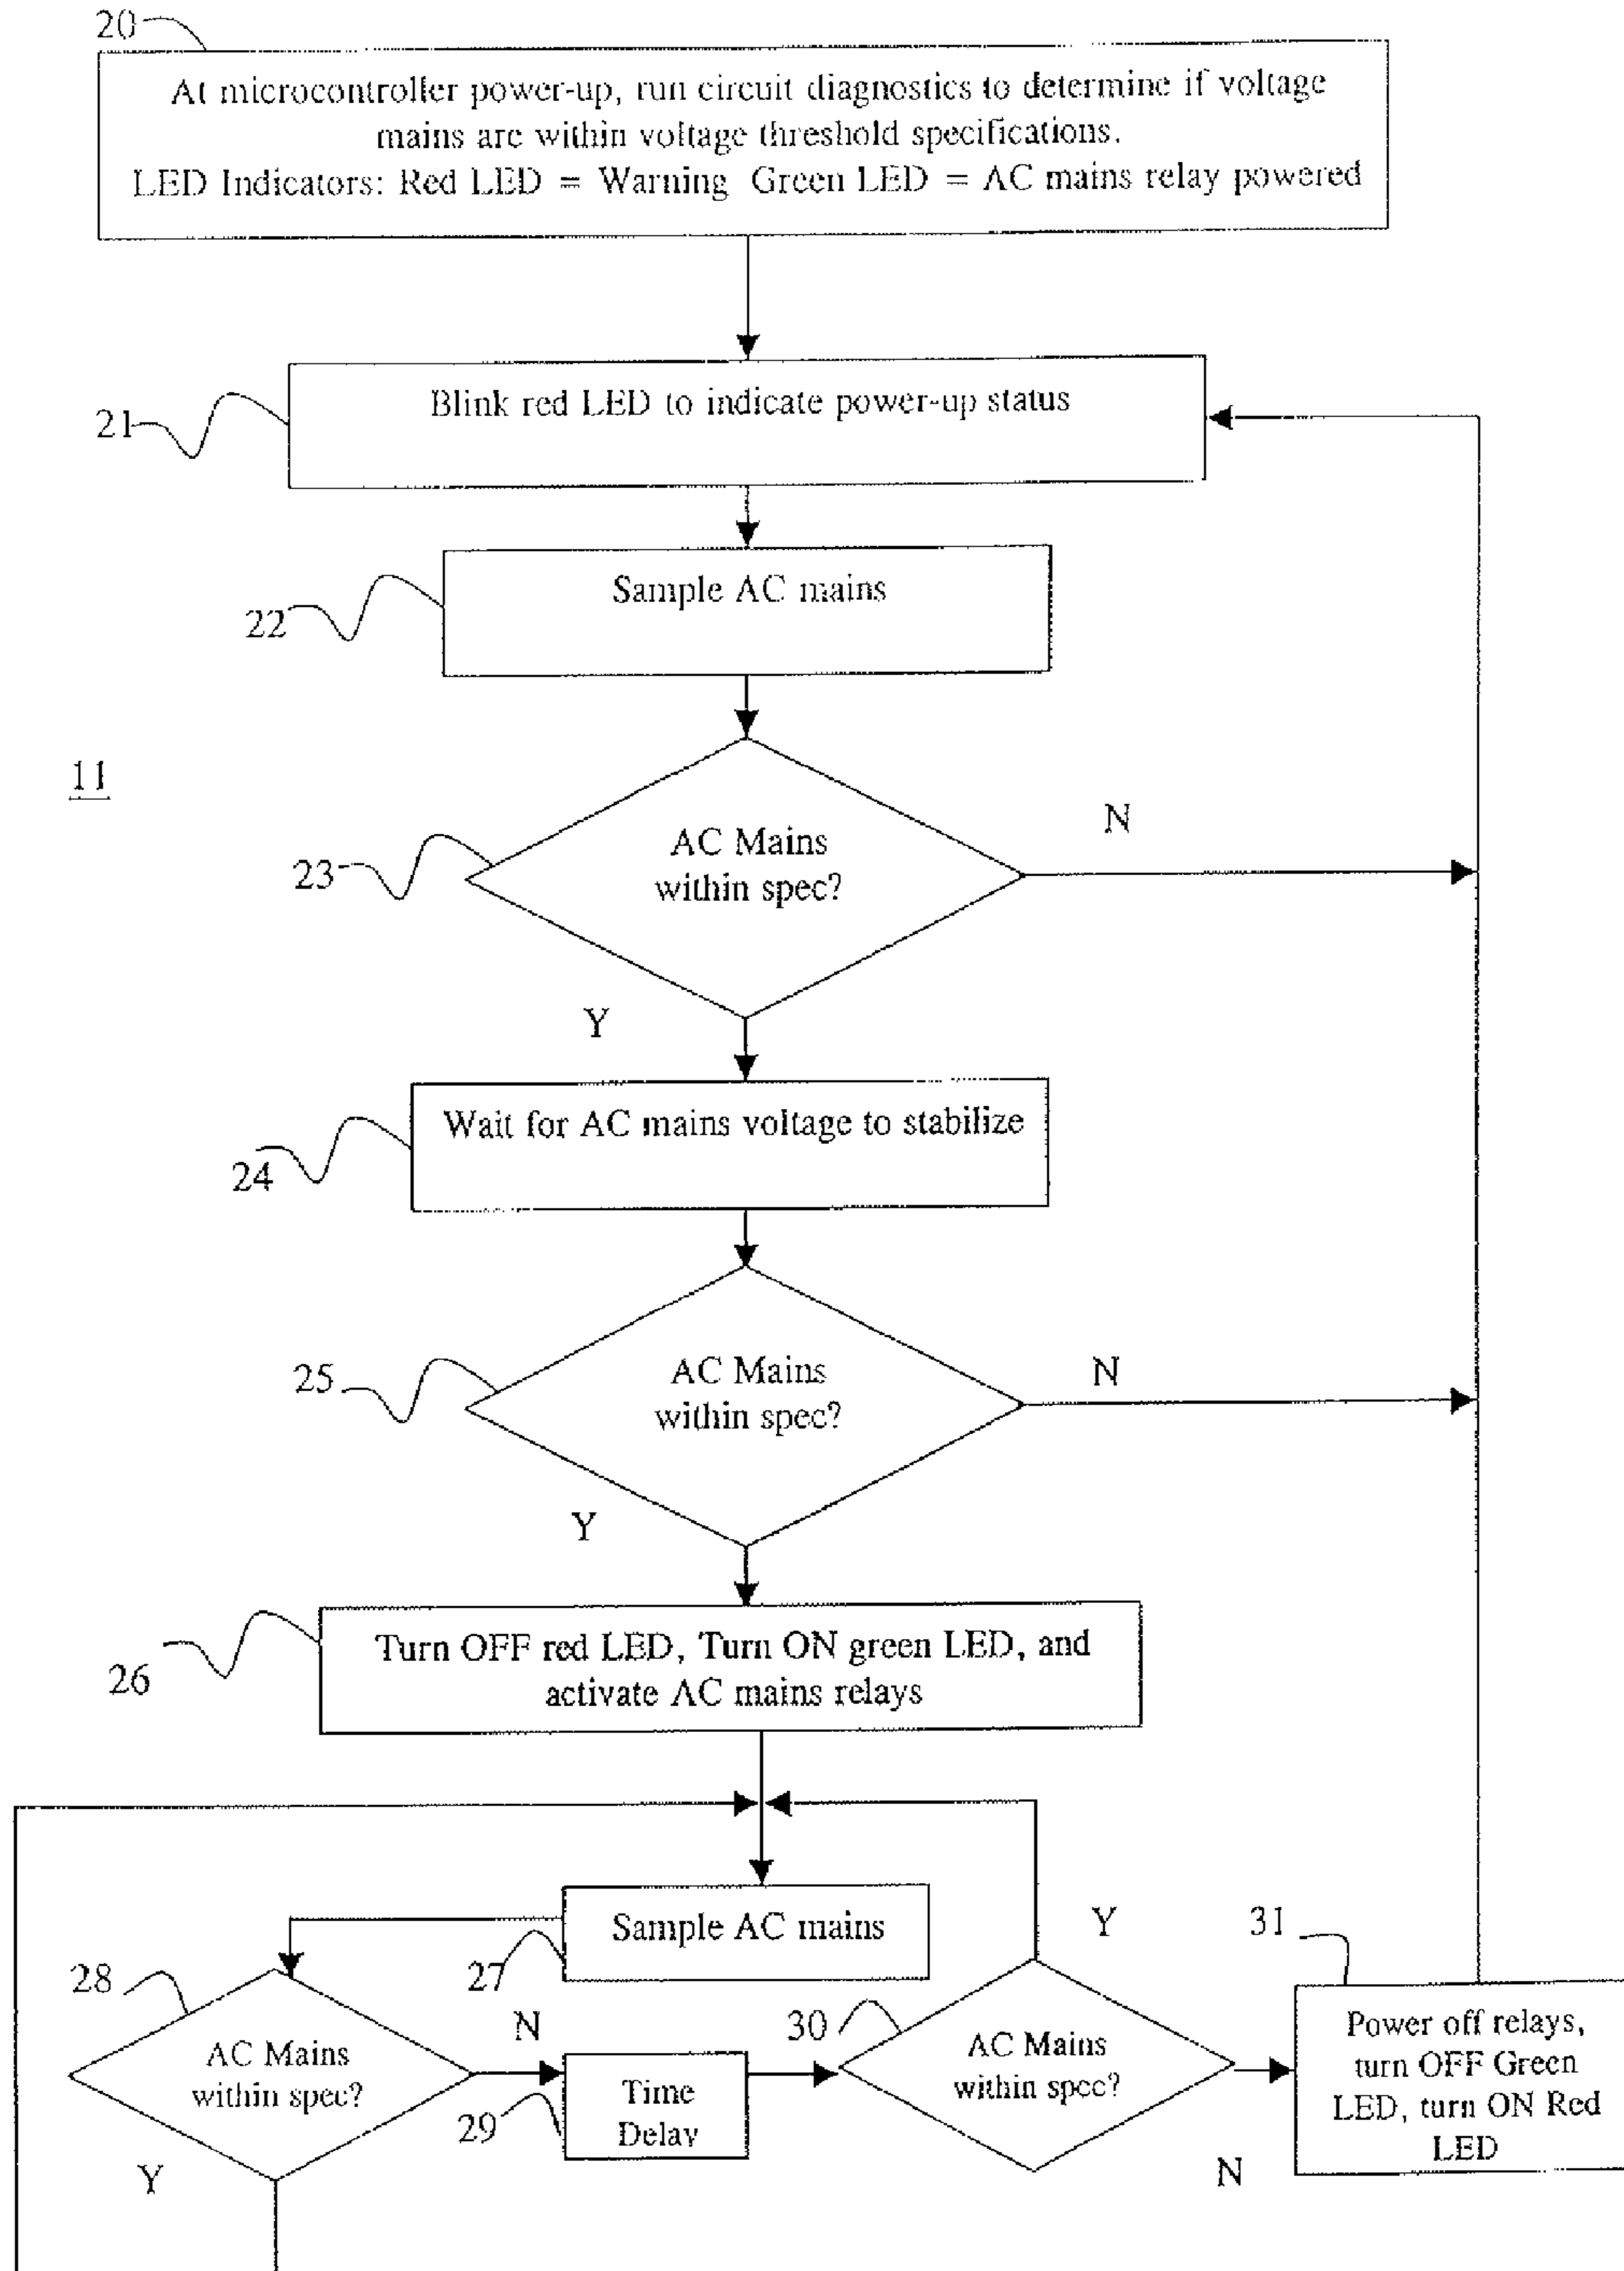 20
At microcontroller power-up, run circuit diagnostics to determine if voltage
mains are within voltage threshold specifications.
LED Indicators: Red LED = Warning Green LED = AC mains relay powered
21
Blink red LED to indicate power-up status
22
Sample AC mains
11
23
AC Mains
within spec?
N
Y
24
Wait for AC mains voltage to stabilize
25
AC Mains
within spec?
N
Y
26
Turn OFF red LED, Turn ON green LED, and
activate AC mains relays
27
Sample AC mains
28
AC Mains
within spec?
N
Y
29
Time
Delay
30
AC Mains
within spec?
Y
N
31
Power off relays,
turn OFF Green
LED, turn ON Red
LED